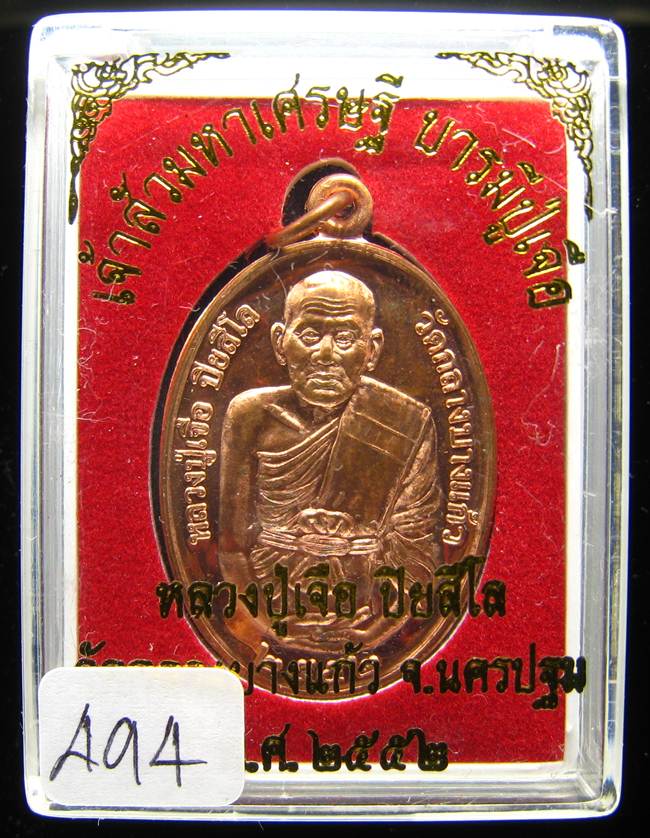 เจ้าสัวมหาเศรษฐี บารมีปู่เจือ
หลวงปู่เจือ ปิยสีโล
วัดกลางบางแก้ว
หลวงปู่เจือ ปิยสีโล
บางแก้ว จ.นครปฐม
.ศ. ๒๕๕๒
494